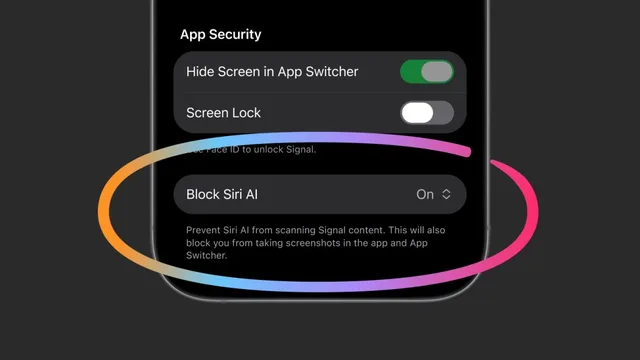 App Security
Hide Screen in App Switcher
Screen Lock
Face ID to unlock Signal.
Block Siri AI
On
Prevent Siri AI from scanning Signal content. This will also
block you from taking screenshots in the app and App
Switcher.